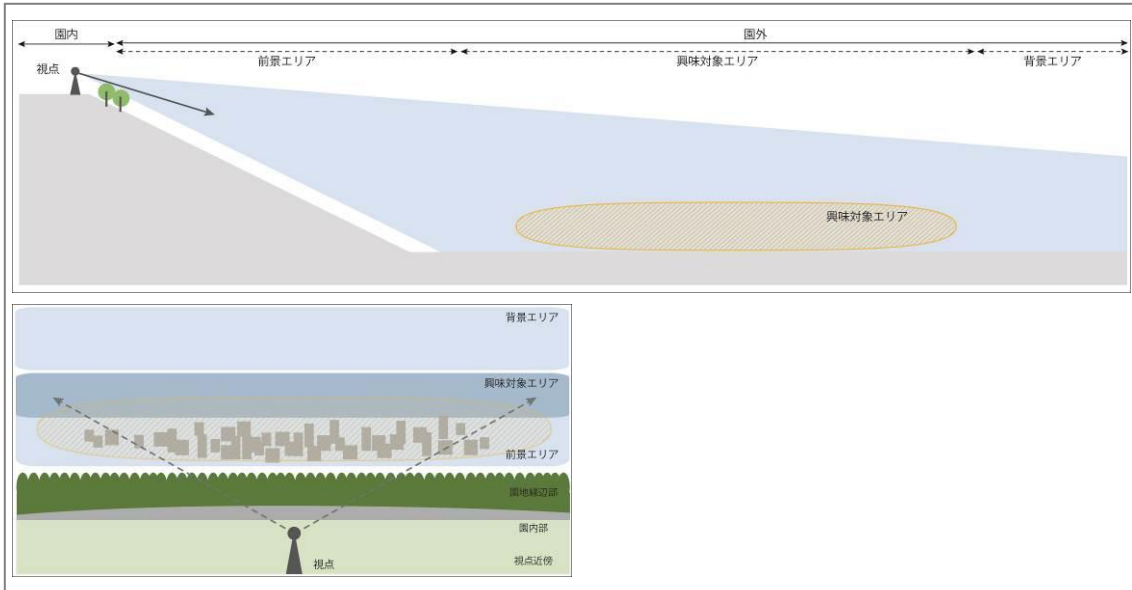 園内
園外
前景エリア
興味対象エリア
背景エリア
視点
興味対象エリア
背景エリア
興味対象エリア
前景エリア
園地縁辺部
園内部
視点近傍
視点